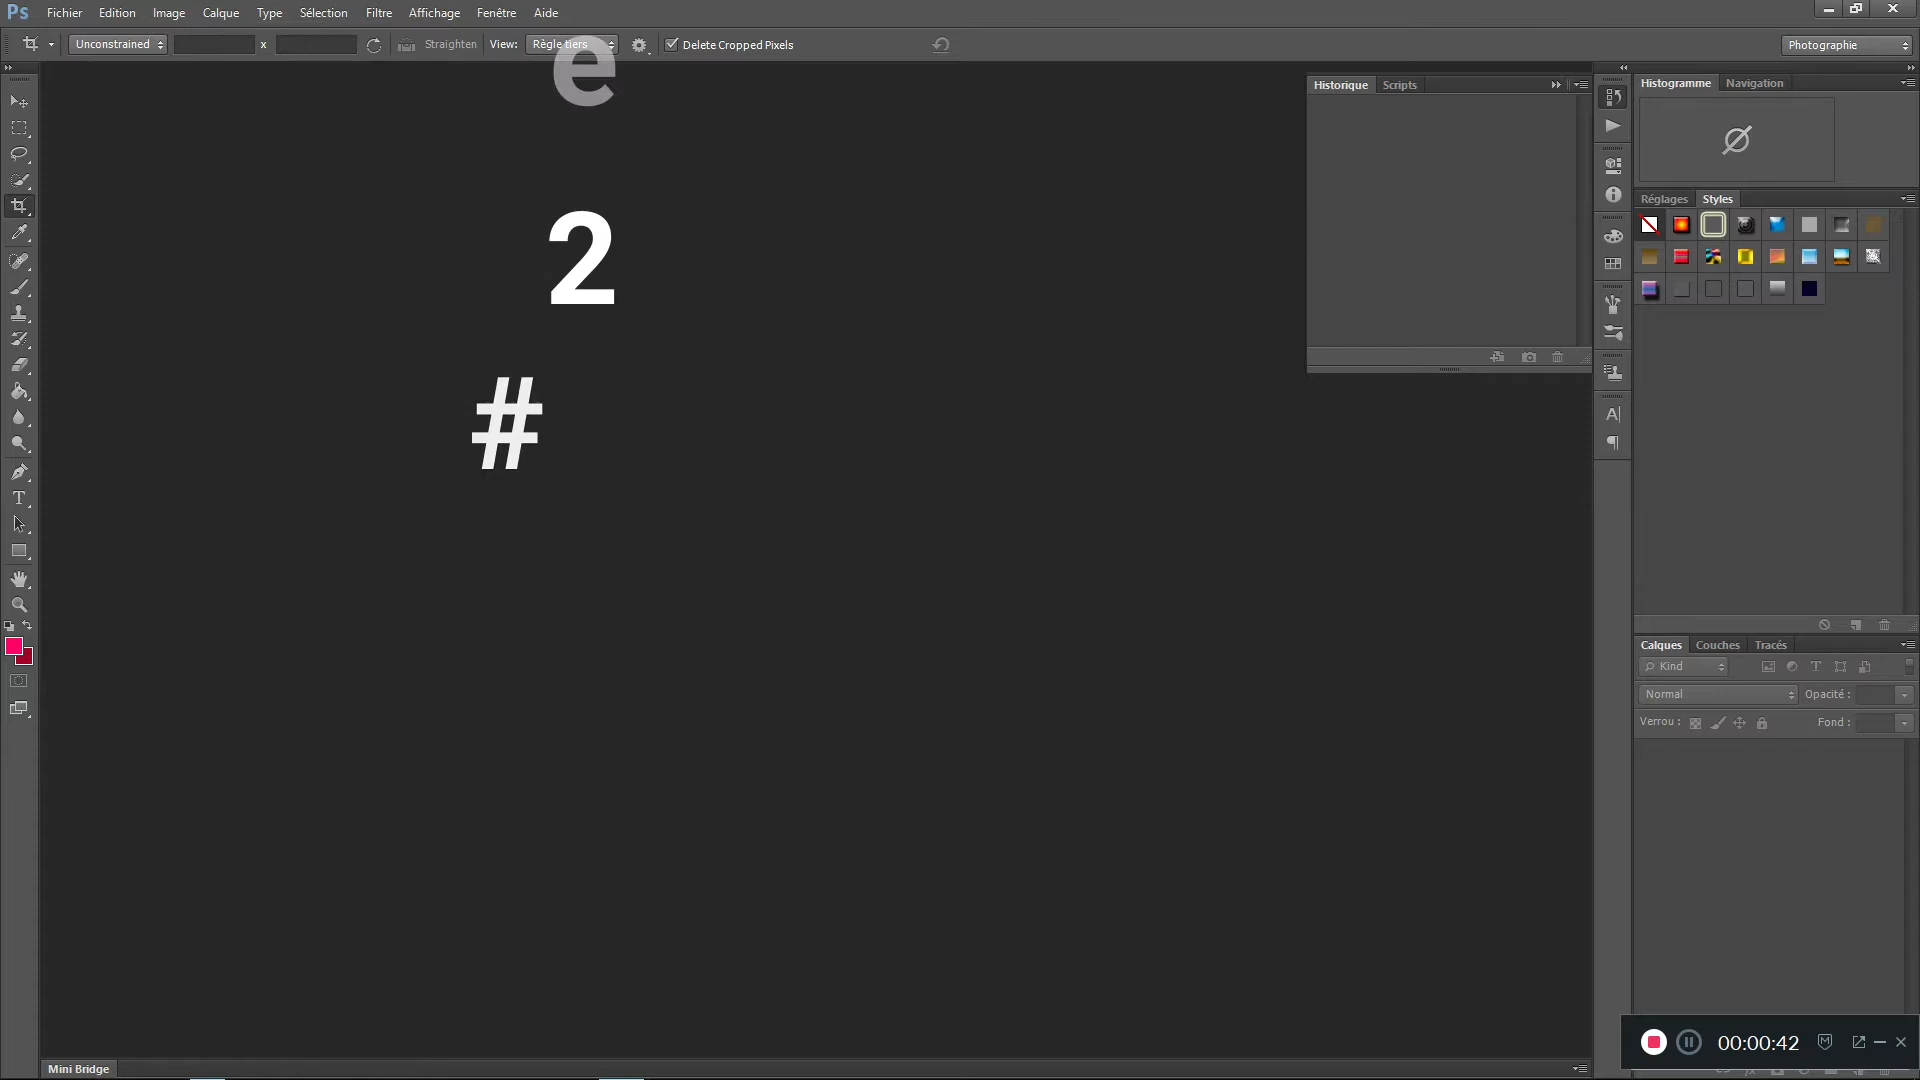 Ps Fichier Edition Image Calque Type Sélection Filtre Affichage Fenêtre Aide
Unconstrained x Straighten View: Règle tiers Delete Cropped Pixels Photographie
e
2
#
Historique Scripts
Histogramme Navigation
Réglages Styles
Calques Couches Tracés
Kind
Normal Opacité :
Verrou : Fond :
00:00:42
Mini Bridge